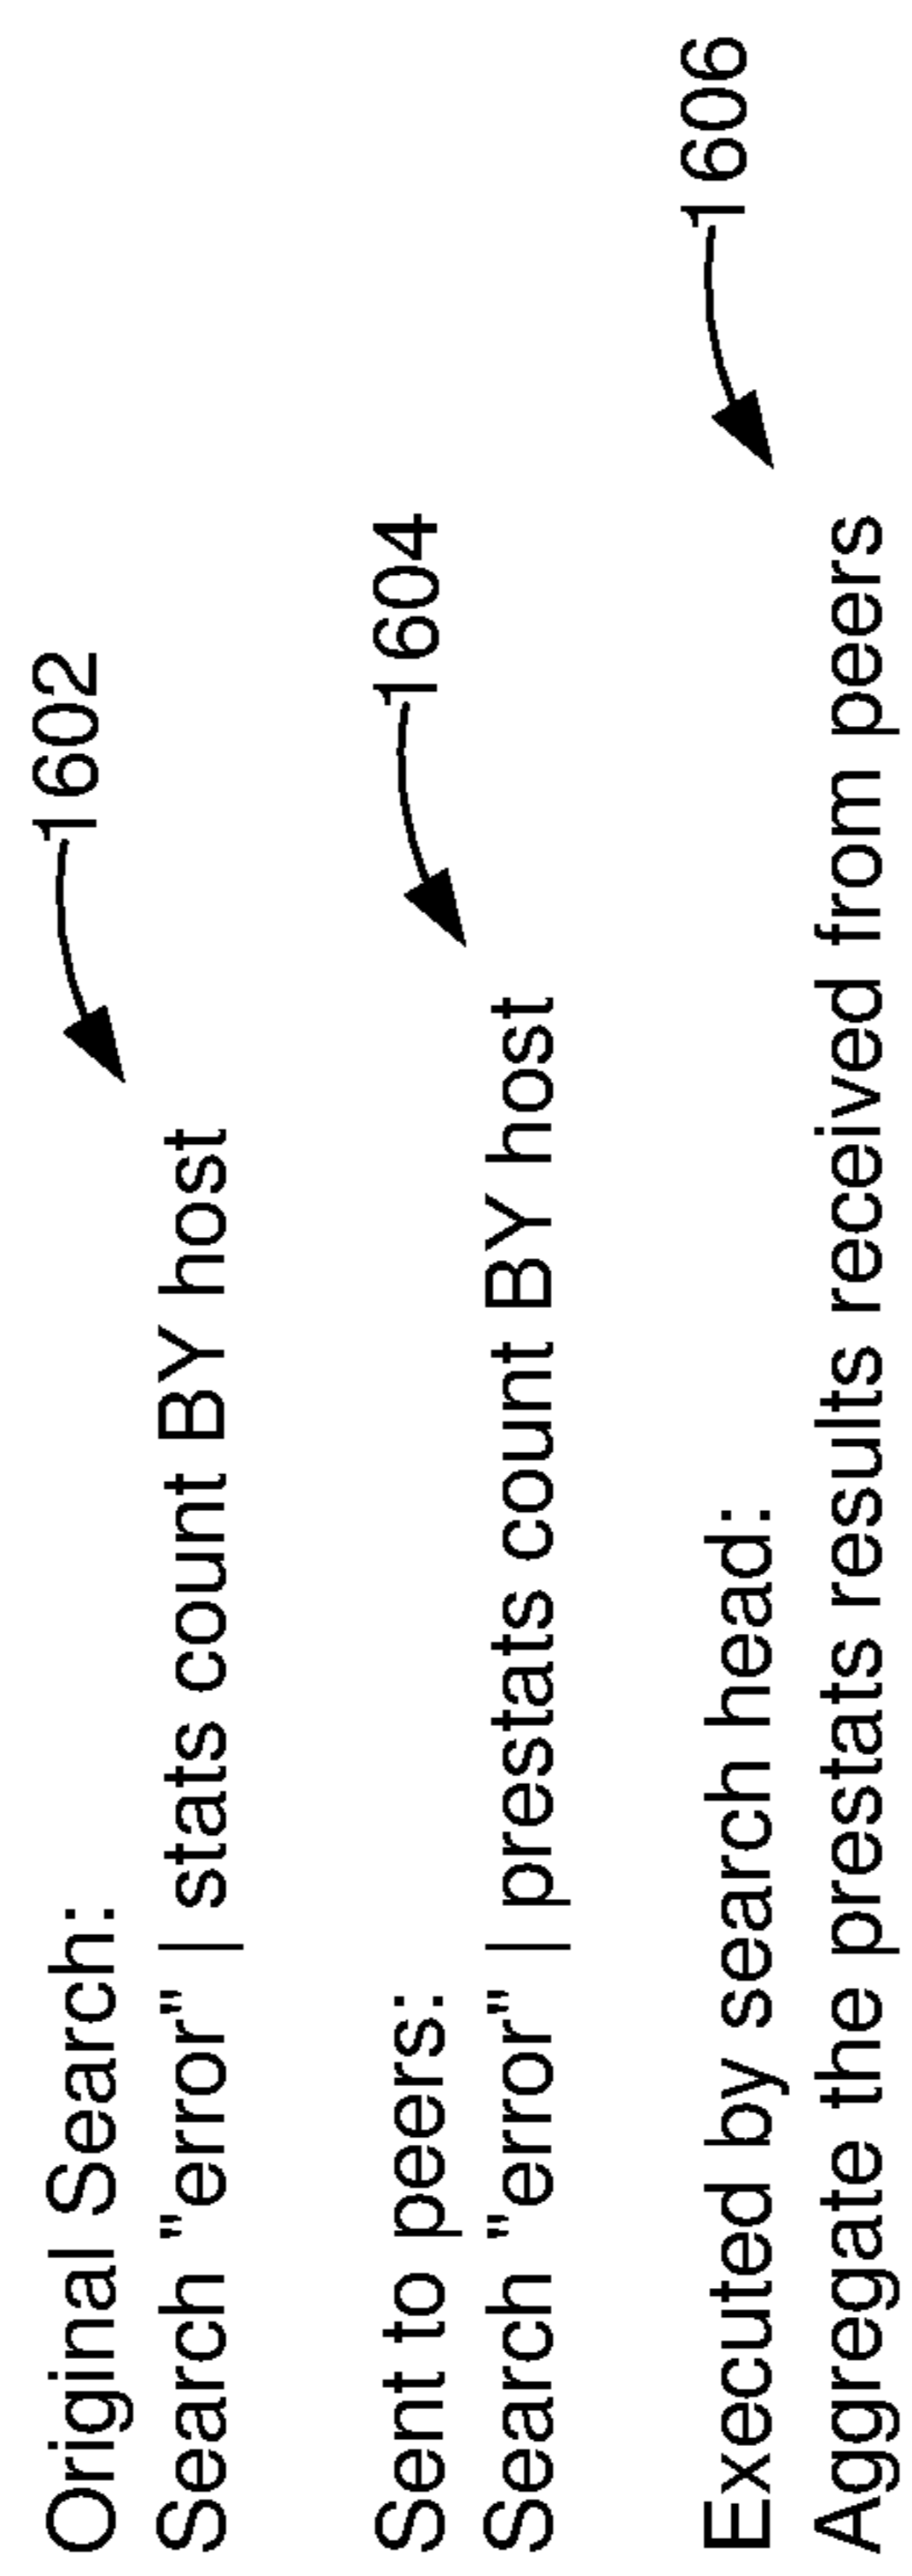 Original Search:
1602
Search "error" | stats count BY host
Sent to peers:
1604
Search "error" | prestats count BY host
Executed by search head:
1606
Aggregate the prestats results received from peers